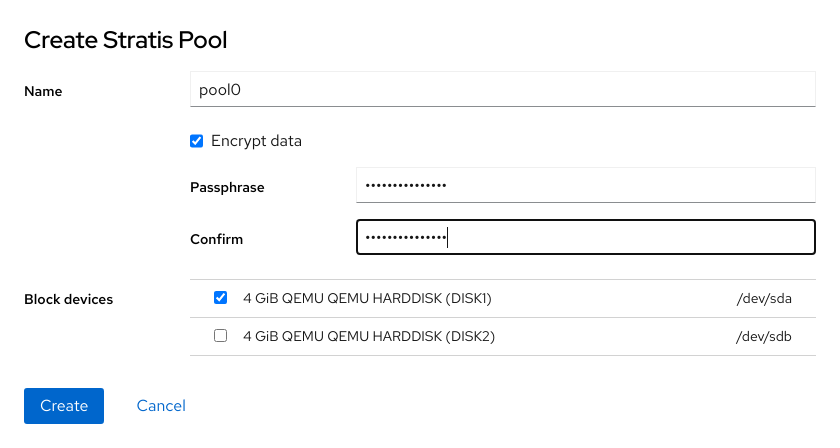 Create Stratis Pool
Name pool0
Encrypt data
Passphrase •••••••••••••••
Confirm •••••••••••••••
Block devices 4 GiB QEMU QEMU HARDDISK (DISK1) /dev/sda
4 GiB QEMU QEMU HARDDISK (DISK2) /dev/sdb
Create Cancel